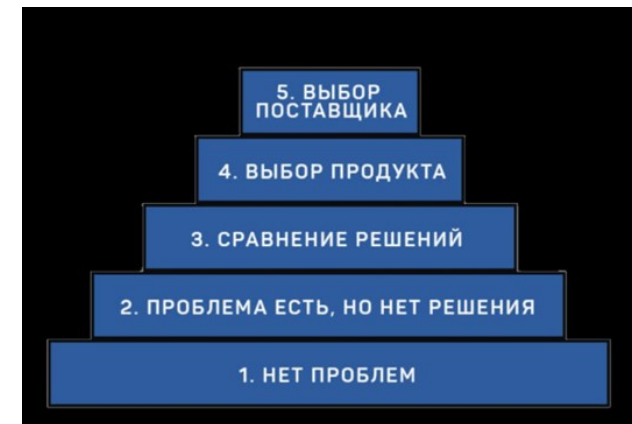 5. ВЫБОР
ПОСТАВЩИКА
4. ВЫБОР ПРОДУКТА
3. СРАВНЕНИЕ РЕШЕНИЙ
2. ПРОБЛЕМА ЕСТЬ, НО НЕТ РЕШЕНИЯ
1. НЕТ ПРОБЛЕМ